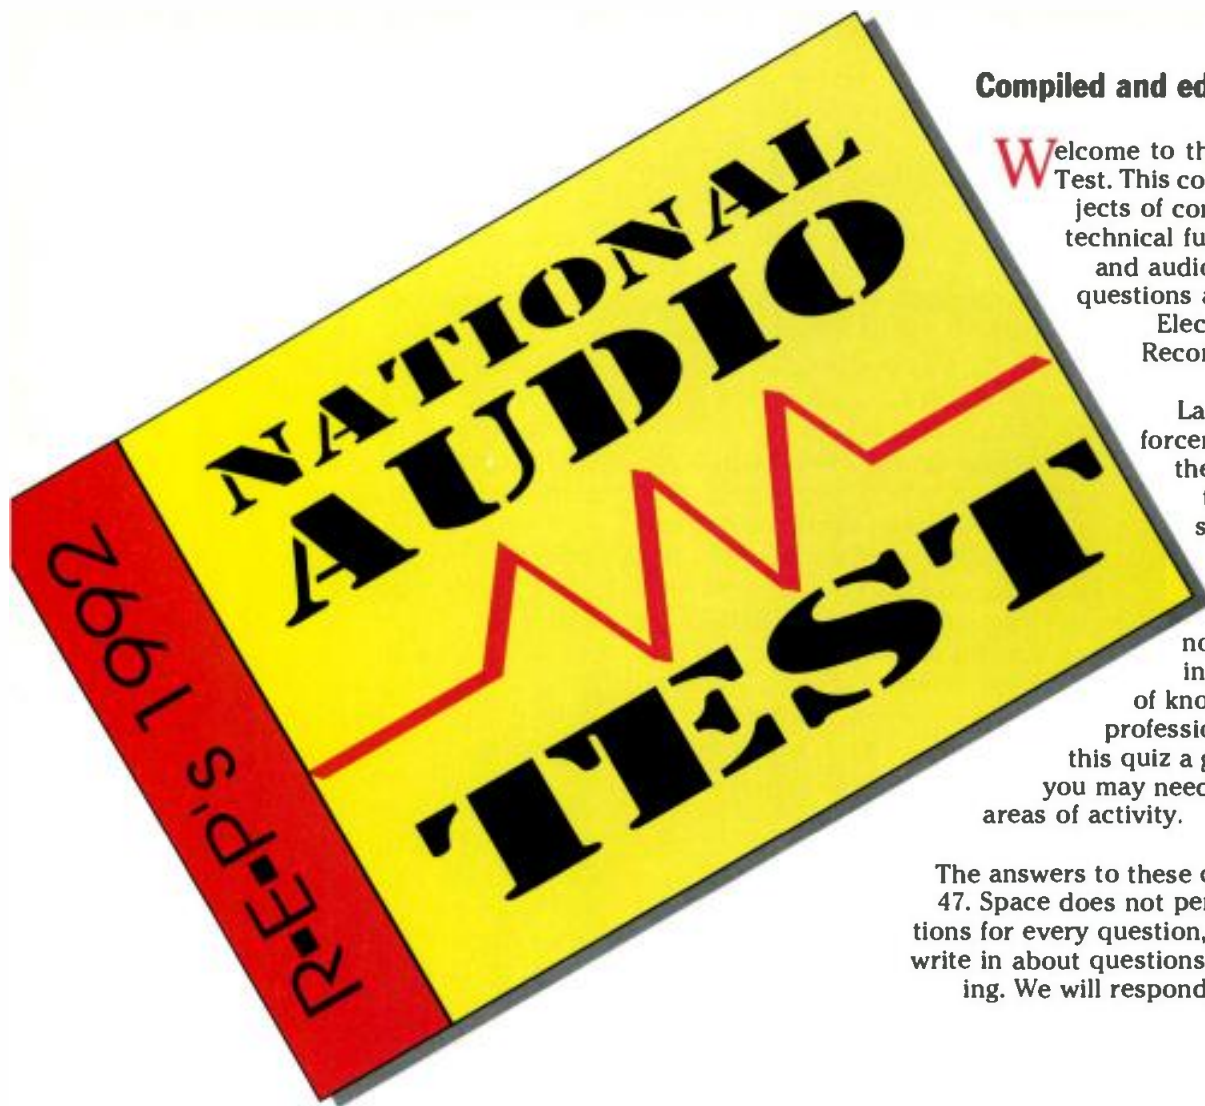 R·E·P's 1992
NATIONAL
AUDIO
TEST
Compiled and ed
Welcome to th
Test. This co
jects of con
technical fu
and audio
questions a
Elec
Recor
La
forcer
the
t
s
no
in
of kno
professio
this quiz a g
you may need
areas of activity.
The answers to these q
47. Space does not per
tions for every question,
write in about questions
ing. We will respond